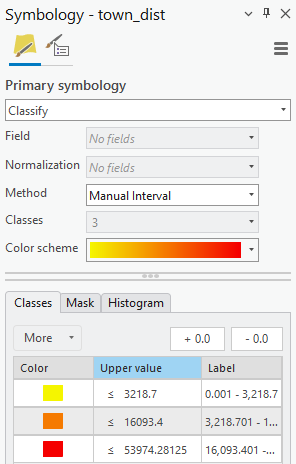 Symbology - town_dist
Primary symbology
Classify
Field No fields
Normalization No fields
Method Manual Interval
Classes 3
Color scheme
Classes Mask Histogram
More + 0.0 - 0.0
Color Upper value Label
≤ 3218.7 0.001 - 3,218.7
≤ 16093.4 3,218.701 - 1...
≤ 53974.28125 16,093.401 - ...